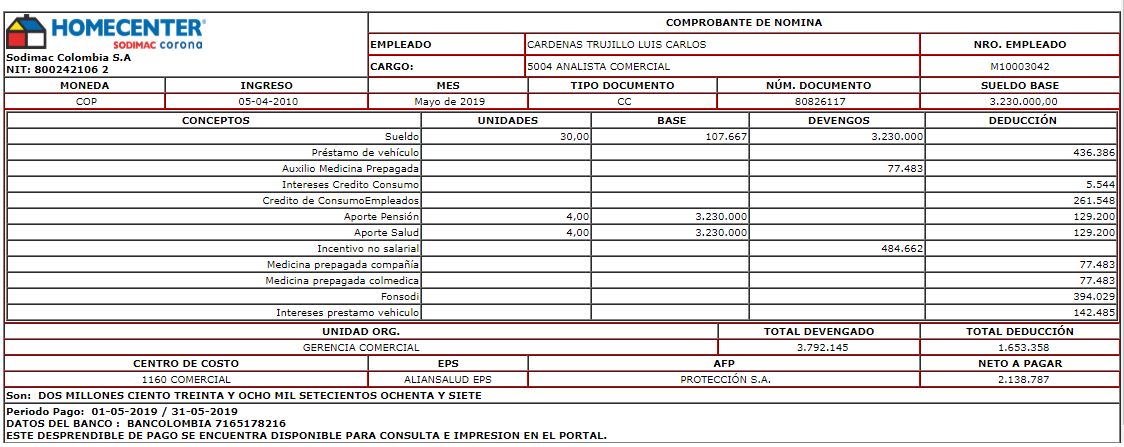 HOMECENTER
SODIMAC corona
Sodimac Colombia S.A
NIT: 800242106 2
COMPROBANTE DE NOMINA
EMPLEADO CARDENAS TRUJILLO LUIS CARLOS NRO. EMPLEADO
CARGO: 5004 ANALISTA COMERCIAL M10003042
MONEDA INGRESO MES TIPO DOCUMENTO NÚM. DOCUMENTO SUELDO BASE
COP 05-04-2010 Mayo de 2019 CC 80826117 3.230.000,00
CONCEPTOS UNIDADES BASE DEVENGOS DEDUCCIÓN
Sueldo 30,00 107.667 3.230.000
Préstamo de vehículo 436.386
Auxilio Medicina Prepagada 77.483
Intereses Credito Consumo 5.544
Credito de ConsumoEmpleados 261.548
Aporte Pensión 4,00 3.230.000 129.200
Aporte Salud 4,00 3.230.000 129.200
Incentivo no salarial 484.662
Medicina prepagada compañía 77.483
Medicina prepagada colmedica 77.483
Fonsodi 394.029
Intereses prestamo vehiculo 142.485
UNIDAD ORG. TOTAL DEVENGADO TOTAL DEDUCCIÓN
GERENCIA COMERCIAL 3.792.145 1.653.358
CENTRO DE COSTO EPS AFP NETO A PAGAR
1160 COMERCIAL ALIANSALUD EPS PROTECCIÓN S.A. 2.138.787
Son: DOS MILLONES CIENTO TREINTA Y OCHO MIL SETECIENTOS OCHENTA Y SIETE
Periodo Pago: 01-05-2019 / 31-05-2019
DATOS DEL BANCO : BANCOLOMBIA 7165178216
ESTE DESPRENDIBLE DE PAGO SE ENCUENTRA DISPONIBLE PARA CONSULTA E IMPRESION EN EL PORTAL.